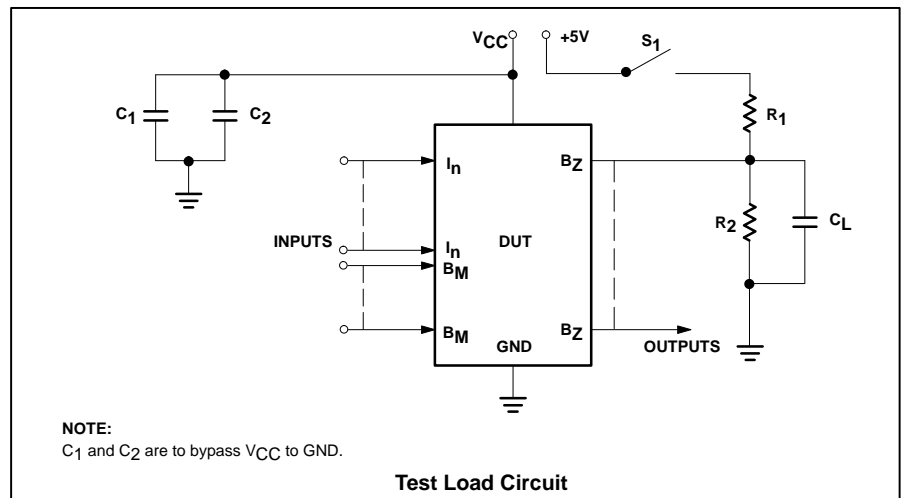 VCC
+5V
S1
C1
C2
R1
In
BZ
R2
CL
INPUTS
In
DUT
BM
BM
BZ
GND
OUTPUTS
NOTE:
C1 and C2 are to bypass VCC to GND.
Test Load Circuit